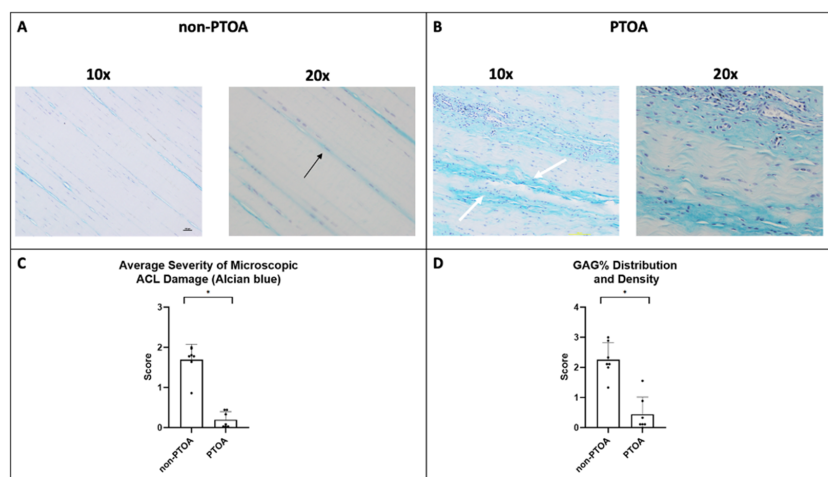 A
non-PTOA
10x
20x
B
PTOA
10x
20x
C
Average Severity of Microscopic
ACL Damage (Alcian blue)
*
3
2
1
0
Score
non-PTOA
PTOA
D
GAG% Distribution
and Density
*
4
3
2
1
0
Score
non-PTOA
PTOA